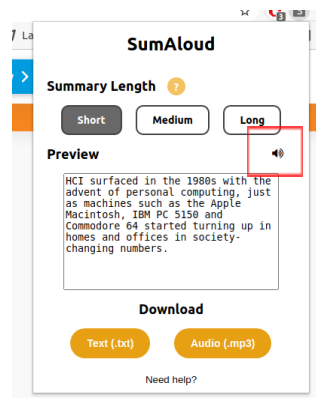 La
3
SumAloud
Summary Length ?
Short Medium Long
Preview
HCI surfaced in the 1980s with the
advent of personal computing, just
as machines such as the Apple
Macintosh, IBM PC 5150 and
Commodore 64 started turning up in
homes and offices in society-
changing numbers.
Download
Text (.txt) Audio (.mp3)
Need help?